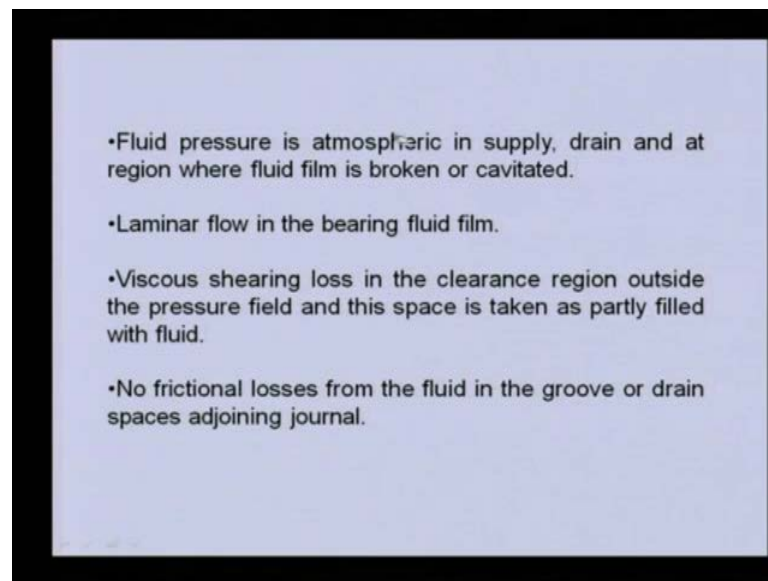 •Fluid pressure is atmospheric in supply, drain and at
region where fluid film is broken or cavitated.
•Laminar flow in the bearing fluid film.
•Viscous shearing loss in the clearance region outside
the pressure field and this space is taken as partly filled
with fluid.
•No frictional losses from the fluid in the groove or drain
spaces adjoining journal.